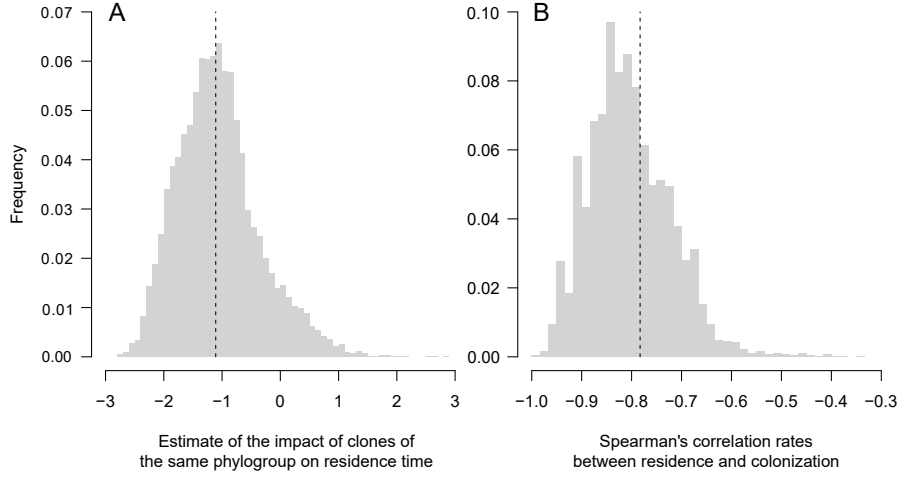 A
B
Frequency
0.07
0.06
0.05
0.04
0.03
0.02
0.01
0.00
−3 −2 −1 0 1 2 3
Estimate of the impact of clones of
the same phylogroup on residence time
0.10
0.08
0.06
0.04
0.02
0.00
−1.0 −0.9 −0.8 −0.7 −0.6 −0.5 −0.4 −0.3
Spearman's correlation rates
between residence and colonization